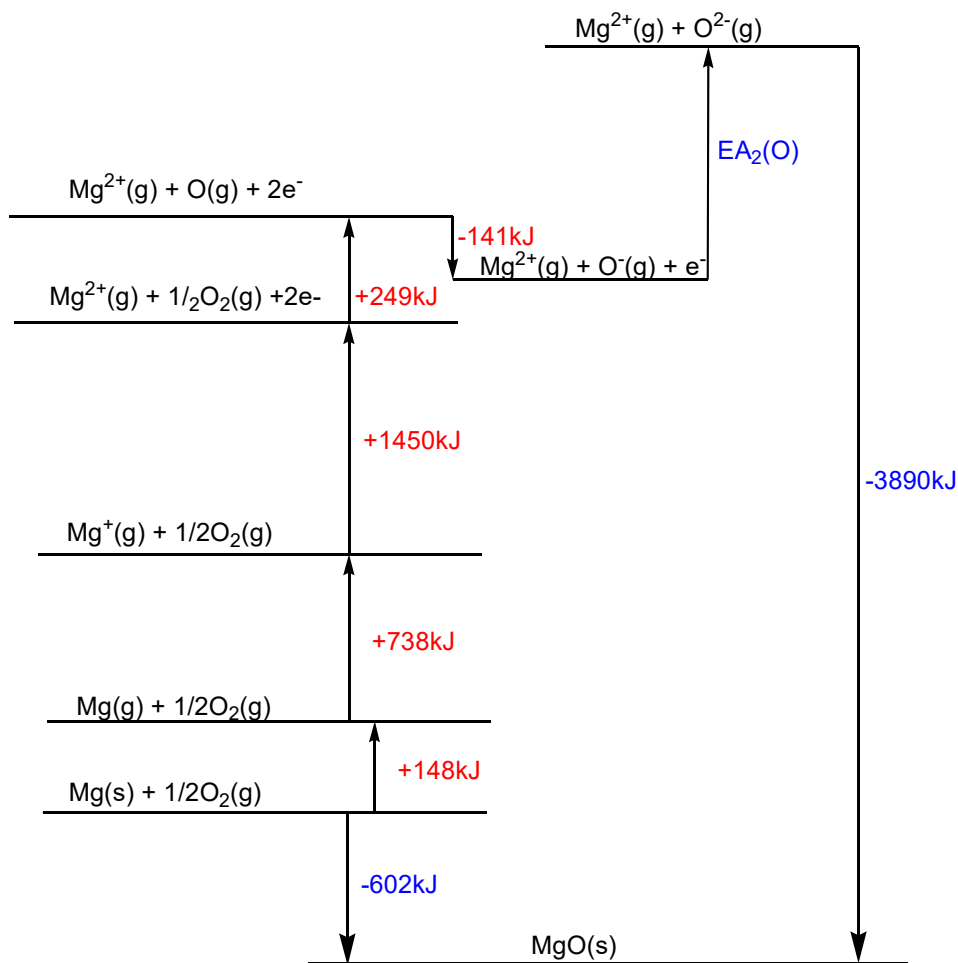 Mg²⁺(g) + O²⁻(g)
EA₂(O)
Mg²⁺(g) + O(g) + 2e⁻
-141kJ
Mg²⁺(g) + O⁻(g) + e⁻
Mg²⁺(g) + 1/₂O₂(g) +2e-
+249kJ
+1450kJ
-3890kJ
Mg⁺(g) + 1/2O₂(g)
+738kJ
Mg(g) + 1/2O₂(g)
+148kJ
Mg(s) + 1/2O₂(g)
-602kJ
MgO(s)